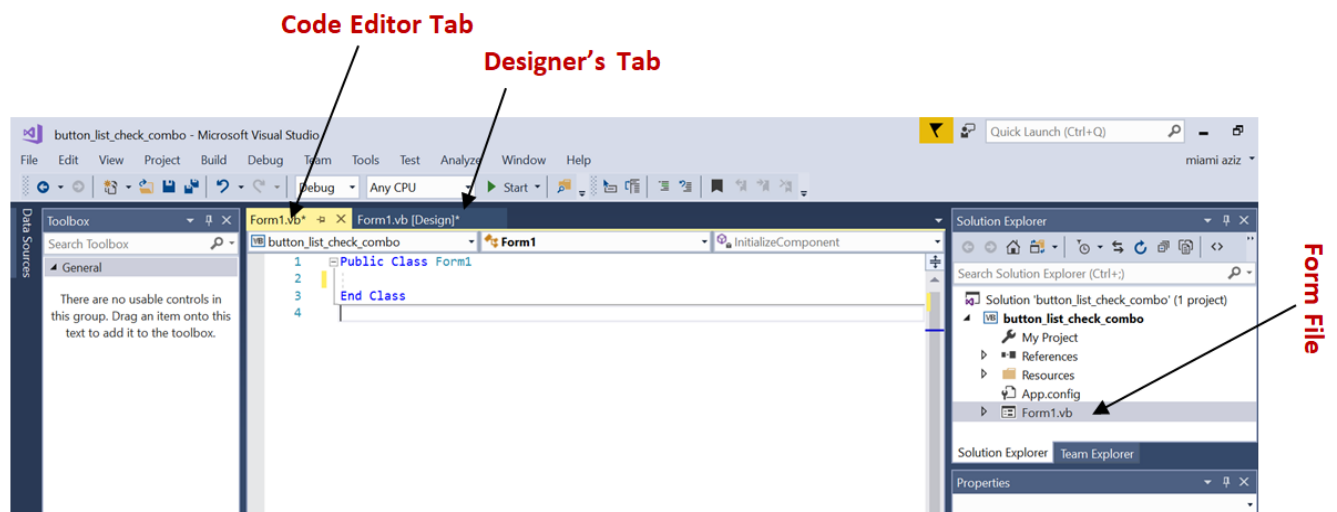 Code Editor Tab
Designer's Tab
button_list_check_combo - Microsoft Visual Studio
Quick Launch (Ctrl+Q)
File Edit View Project Build Debug Team Tools Test Analyze Window Help
miami aziz
Debug Any CPU Start
Data Sources
Toolbox
Search Toolbox
General
There are no usable controls in
this group. Drag an item onto this
text to add it to the toolbox.
Form1.vb* Form1.vb [Design]*
VB button_list_check_combo Form1 InitializeComponent
1 Public Class Form1
2
3 End Class
4
Solution Explorer
Search Solution Explorer (Ctrl+;)
Solution 'button_list_check_combo' (1 project)
VB button_list_check_combo
My Project
References
Resources
App.config
Form1.vb
Solution Explorer Team Explorer
Properties
Form File